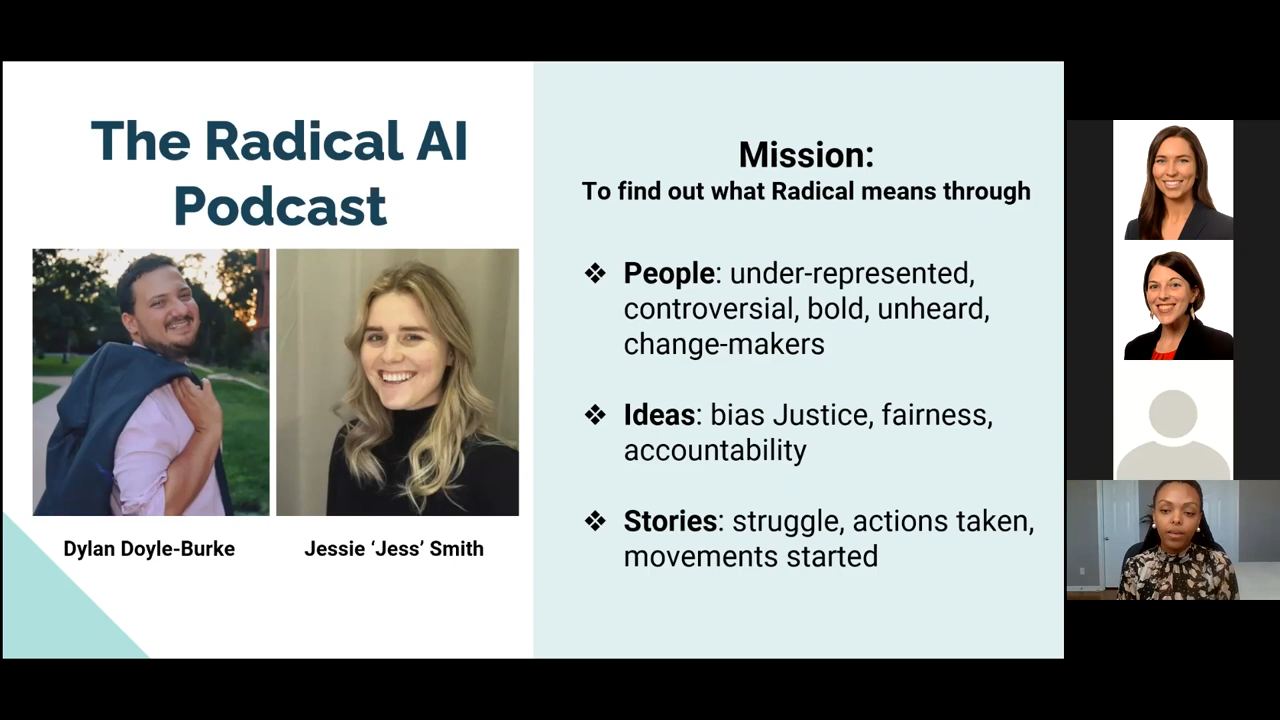 The Radical AI
Podcast
Dylan Doyle-Burke
Jessie ‘Jess’ Smith
Mission:
To find out what Radical means through
❖ People: under-represented,
controversial, bold, unheard,
change-makers
❖ Ideas: bias Justice, fairness,
accountability
❖ Stories: struggle, actions taken,
movements started